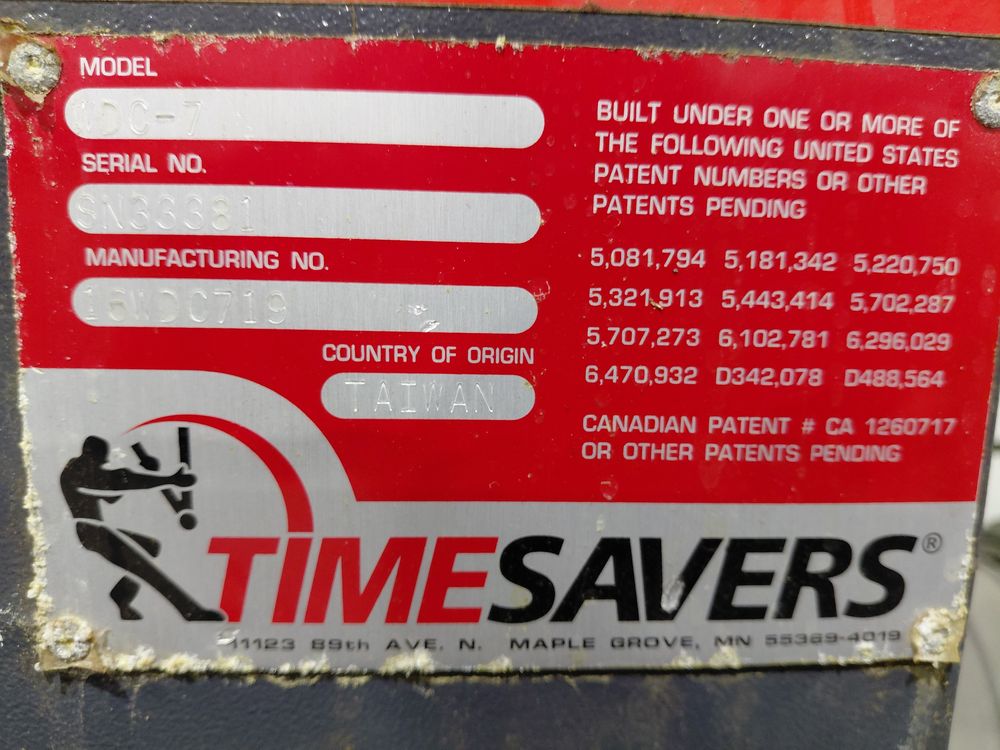 MODEL
WDC-7
SERIAL NO.
SN33381
MANUFACTURING NO.
16WDC719
COUNTRY OF ORIGIN
TAIWAN
BUILT UNDER ONE OR MORE OF
THE FOLLOWING UNITED STATES
PATENT NUMBERS OR OTHER
PATENTS PENDING
5,081,794 5,181,342 5,220,750
5,321,913 5,443,414 5,702,287
5,707,273 6,102,781 6,296,029
6,470,932 D342,078 D488,564
CANADIAN PATENT # CA 1260717
OR OTHER PATENTS PENDING
TIMESAVERS®
11123 89th AVE. N. MAPLE GROVE, MN 55369-4019